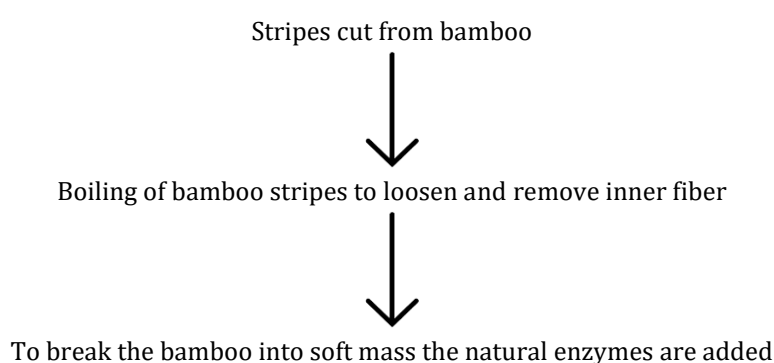 Stripes cut from bamboo
Boiling of bamboo stripes to loosen and remove inner fiber
To break the bamboo into soft mass the natural enzymes are added